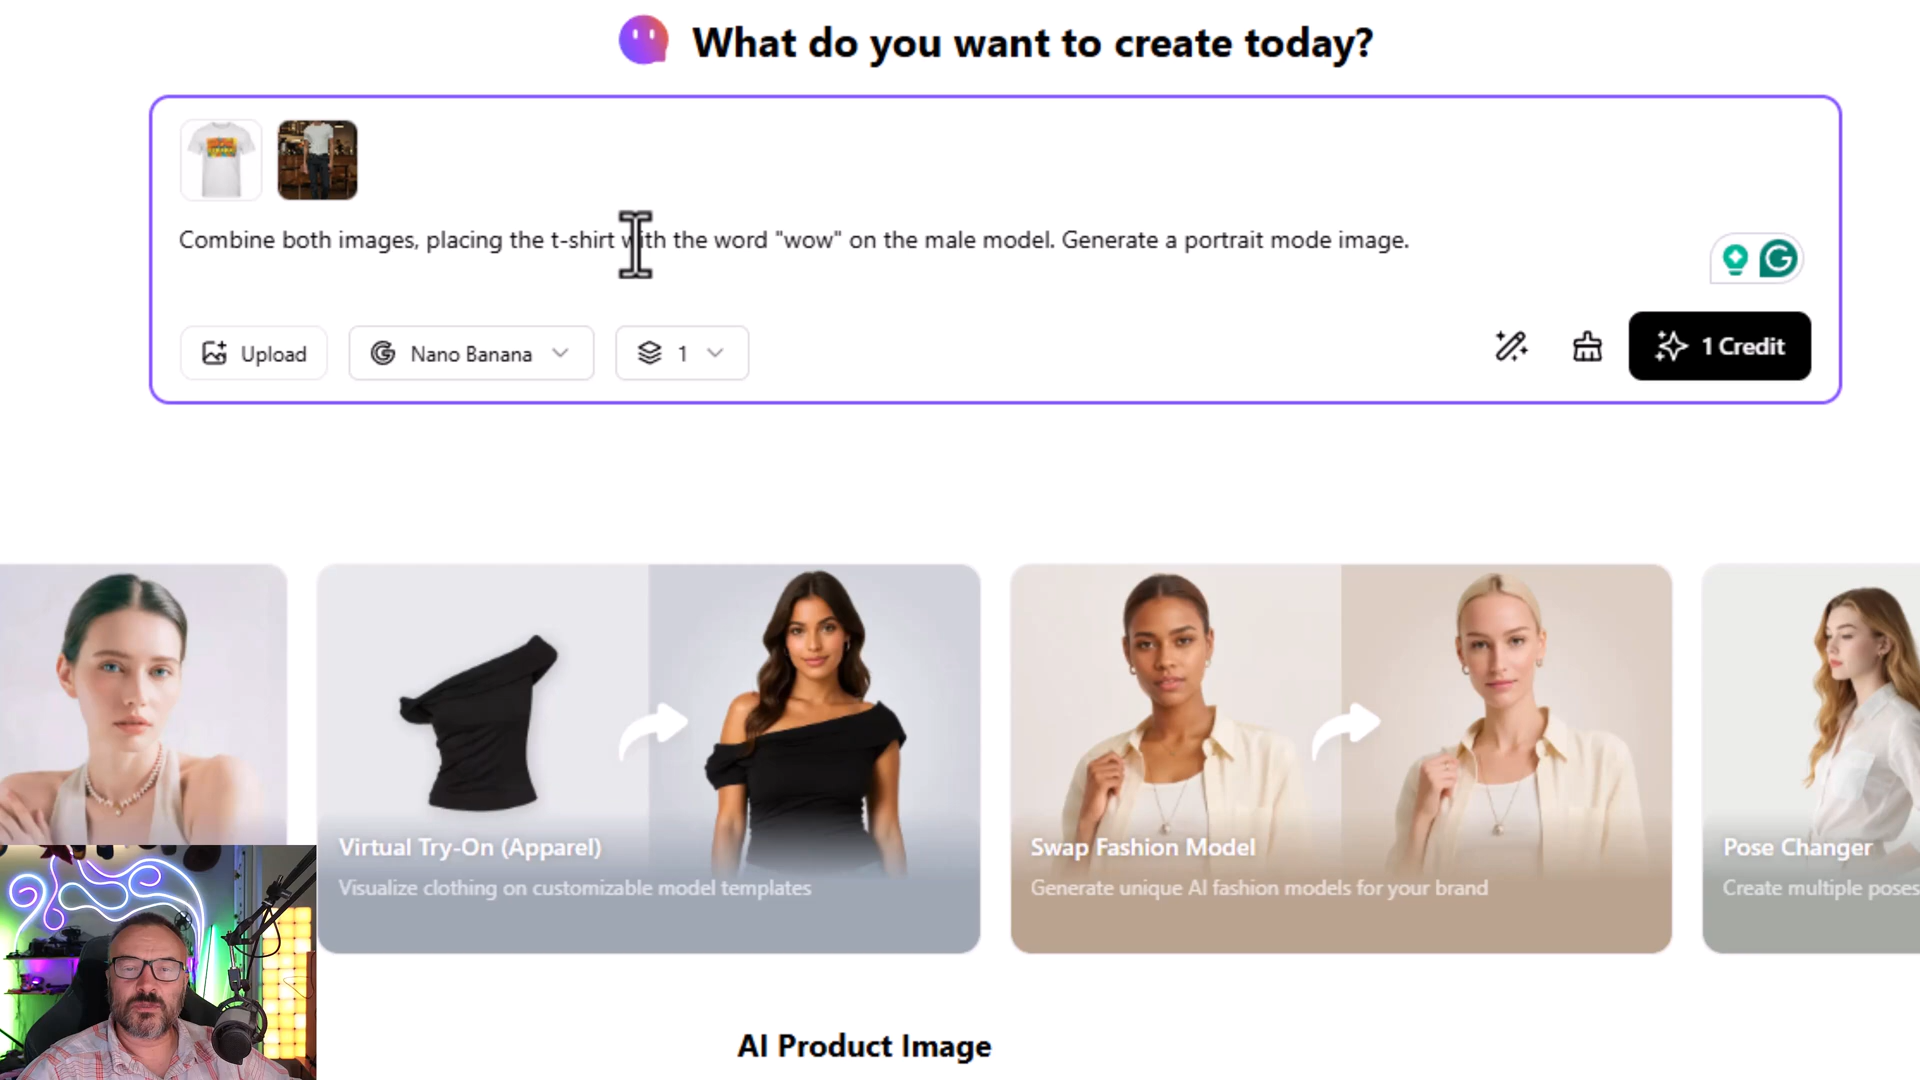 What do you want to create today?
Combine both images, placing the t-shirt with the word "wow" on the male model. Generate a portrait mode image.
Upload
Nano Banana
1
1 Credit
Virtual Try-On (Apparel)
Visualize clothing on customizable model templates
Swap Fashion Model
Generate unique AI fashion models for your brand
Pose Changer
Create multiple poses
AI Product Image